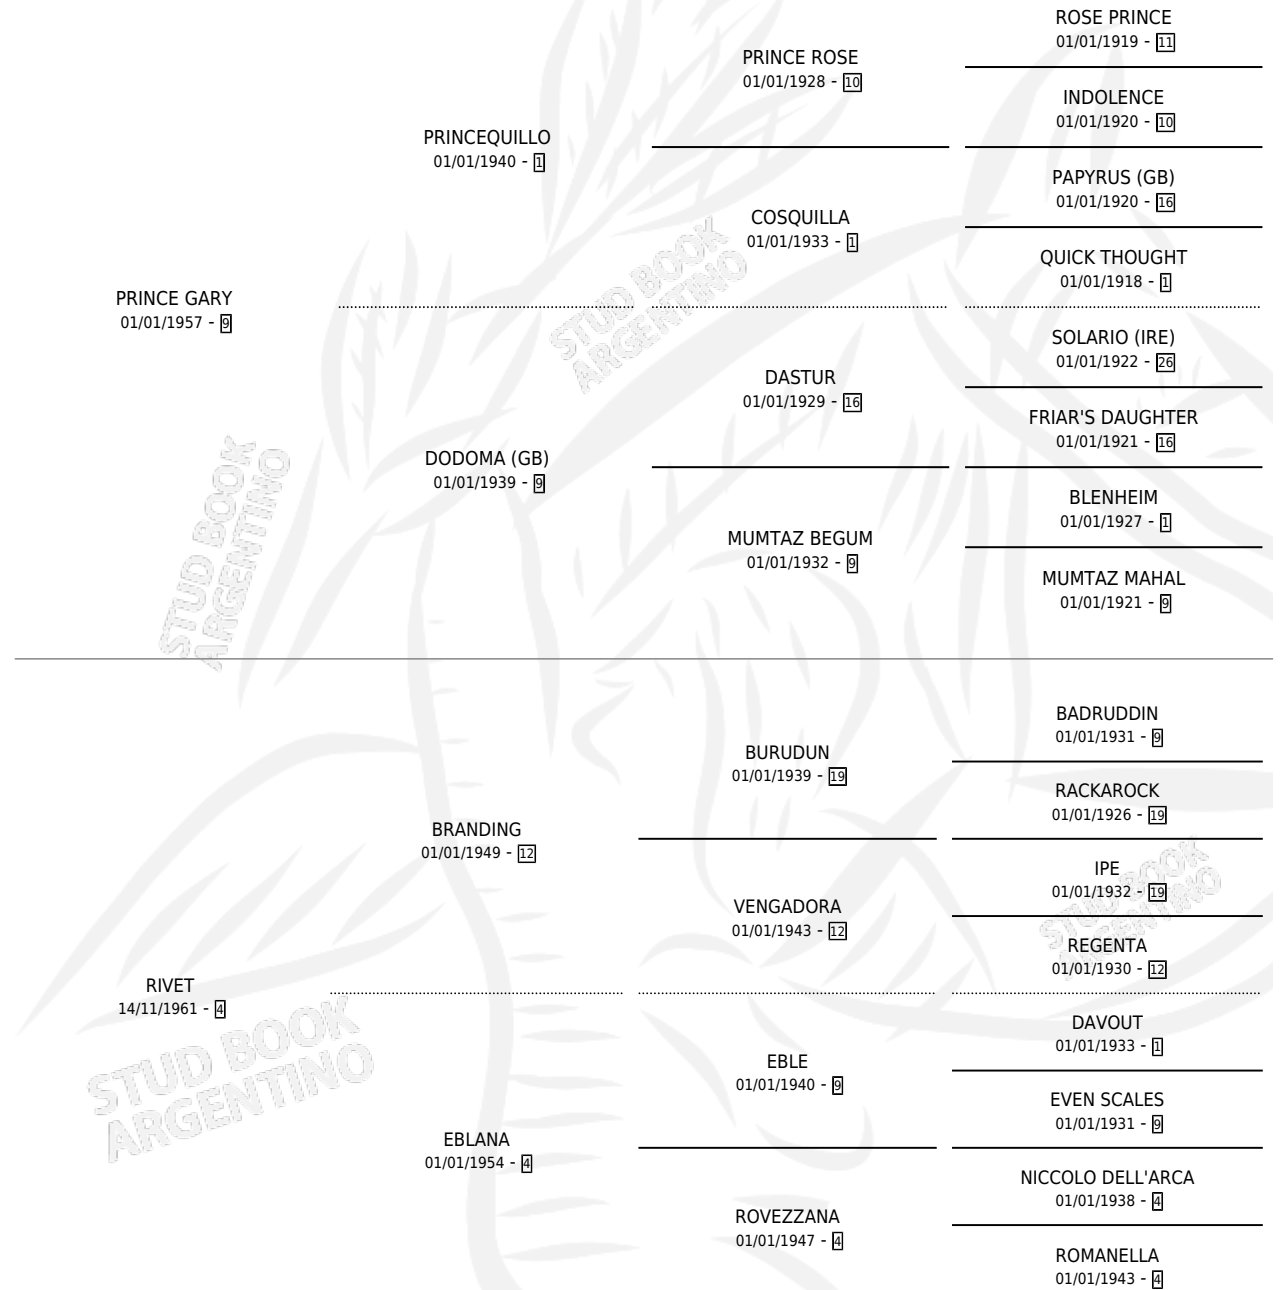 ROSE PRINCE
01/01/1919 - 11
PRINCE ROSE
01/01/1928 - 10
INDOLENCE
01/01/1920 - 10
PRINCEQUILLO
01/01/1940 - 1
PAPYRUS (GB)
01/01/1920 - 16
COSQUILLA
01/01/1933 - 1
QUICK THOUGHT
01/01/1918 - 1
PRINCE GARY
01/01/1957 - 9
SOLARIO (IRE)
01/01/1922 - 26
DASTUR
01/01/1929 - 16
FRIAR'S DAUGHTER
01/01/1921 - 16
DODOMA (GB)
01/01/1939 - 9
BLENHEIM
01/01/1927 - 1
MUMTAZ BEGUM
01/01/1932 - 9
MUMTAZ MAHAL
01/01/1921 - 9
STUD BOOK
ARGENTINO
STUD BOOK
ARGENTINO
BADRUDDIN
01/01/1931 - 9
BURUDUN
01/01/1939 - 19
RACKAROCK
01/01/1926 - 19
BRANDING
01/01/1949 - 12
IPE
01/01/1932 - 19
VENGADORA
01/01/1943 - 12
REGENTA
01/01/1930 - 12
RIVET
14/11/1961 - 4
DAVOUT
01/01/1933 - 1
EBLE
01/01/1940 - 9
EVEN SCALES
01/01/1931 - 9
EBLANA
01/01/1954 - 4
NICCOLO DELL'ARCA
01/01/1938 - 4
ROVEZZANA
01/01/1947 - 4
ROMANELLA
01/01/1943 - 4
STUD BOOK
ARGENTINO
STUD BOOK
ARGENTINO